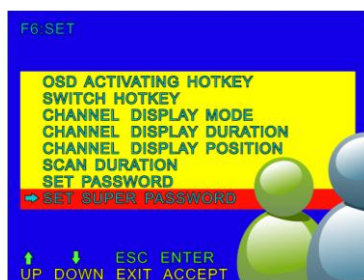 F6:SET
OSD ACTIVATING HOTKEY
SWITCH HOTKEY
CHANNEL DISPLAY MODE
CHANNEL DISPLAY DURATION
CHANNEL DISPLAY POSITION
SCAN DURATION
SET PASSWORD
SET SUPER PASSWORD
ESC ENTER
UP DOWN EXIT ACCEPT